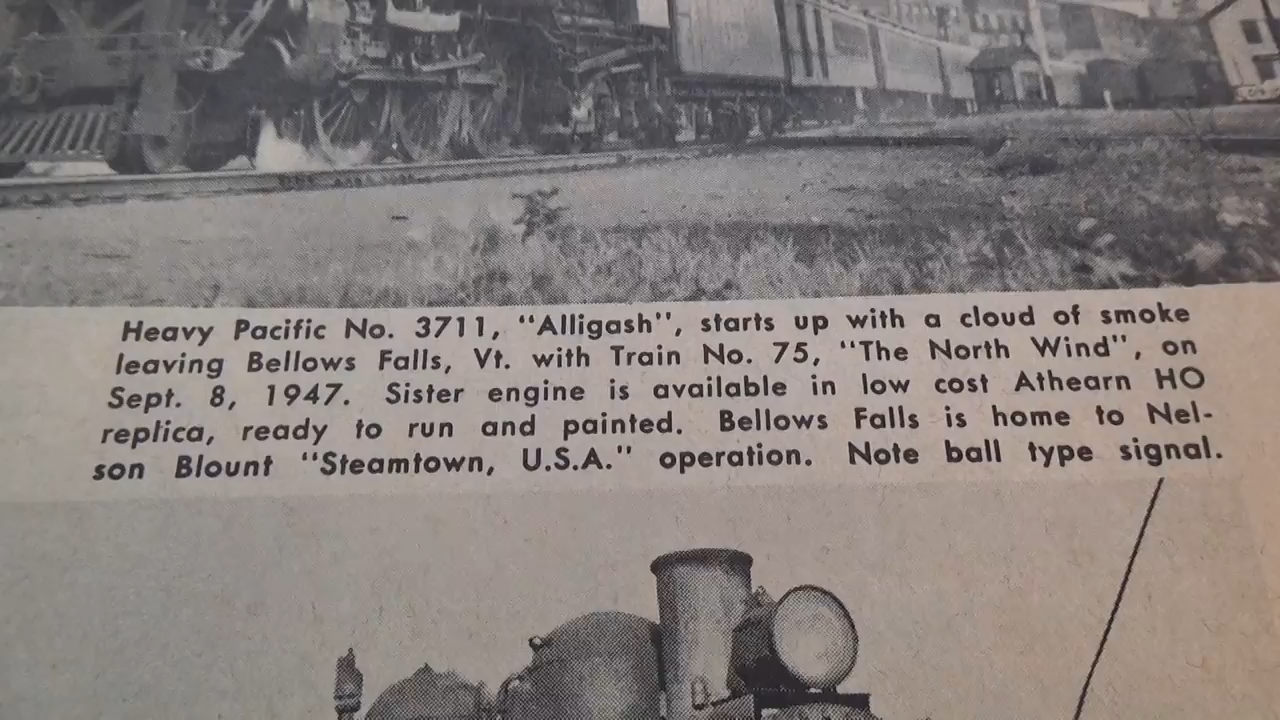 Heavy Pacific No. 3711, "Alligash", starts up with a cloud of smoke
leaving Bellows Falls, Vt. with Train No. 75, "The North Wind", on
Sept. 8, 1947. Sister engine is available in low cost Athearn HO
replica, ready to run and painted. Bellows Falls is home to Nel-
son Blount "Steamtown, U.S.A." operation. Note ball type signal.